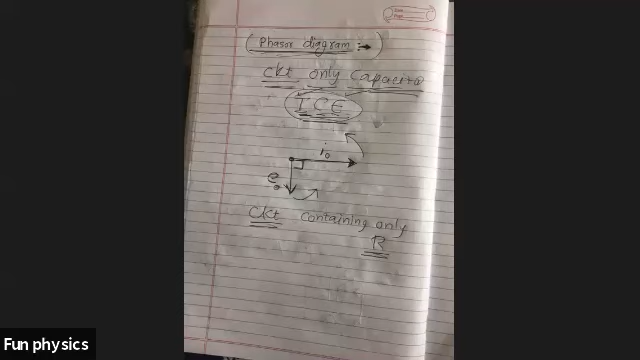 (Phasor diagram :→)
Ckt only Capacitor
ICE
i₀
e₀
Ckt containing only
R
Fun physics